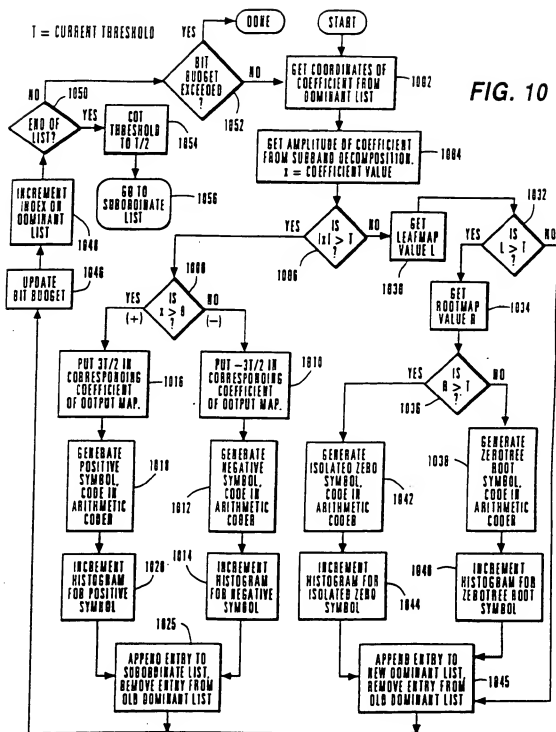 T = CURRENT THRESHOLD
YES
DONE
START
BIT
BUDGET
EXCEEDED
?
1852
NO
GET COORDINATES OF
COEFFICIENT FROM
DOMINANT LIST
1002
FIG. 10
NO
1050
END OF
LIST?
YES
COT
THRESHOLD
TO T/2
1054
GO TO
SUBORDINATE
LIST
1056
GET AMPLITUDE OF COEFFICIENT
FROM SUBBAND DECOMPOSITION.
X = COEFFICIENT VALUE
1004
INCREMENT
INDEX ON
DOMINANT
LIST
1048
UPDATE
BIT BUDGET
1046
YES
IS
|X| > T
?
1006
NO
GET
LEAFMAP
VALUE L
1030
1032
YES
IS
L > T
?
NO
GET
ROOTMAP
VALUE R
1034
1008
YES
(+)
IS
X > 0
?
NO
(−)
PUT 3T/2 IN
CORRESPONDING
COEFFICIENT
OF OOTPUT MAP.
1016
PUT −3T/2 IN
CORRESPONDING
COEFFICIENT
OF OOTPUT MAP.
1010
YES
IS
R > T
?
1036
NO
GENERATE
POSITIVE
SYMBOL,
CODE IN
ARITHMETIC
CODER
1018
GENERATE
NEGATIVE
SYMBOL,
CODE IN
ARITHMETIC
CODER
1012
GENERATE
ISOLATED ZERO
SYMBOL,
CODE IN
ARITHMETIC
CODER
1042
GENERATE
ZEROTREE
ROOT
SYMBOL,
CODE IN
ARITHMETIC
CODER
1038
INCREMENT
HISTOGRAM
FOR POSITIVE
SYMBOL
1020
INCREMENT
HISTOGRAM
FOR NEGATIVE
SYMBOL
1014
INCREMENT
HISTOGRAM FOR
ISOLATED ZERO
SYMBOL
1044
INCREMENT
HISTOGRAM FOR
ZEROTREE ROOT
SYMBOL
1040
1025
APPEND ENTRY TO
SUBORDINATE LIST,
REMOVE ENTRY FROM
OLD DOMINANT LIST
APPEND ENTRY TO
NEW DOMINANT LIST,
REMOVE ENTRY FROM
OLD DOMINANT LIST
1045